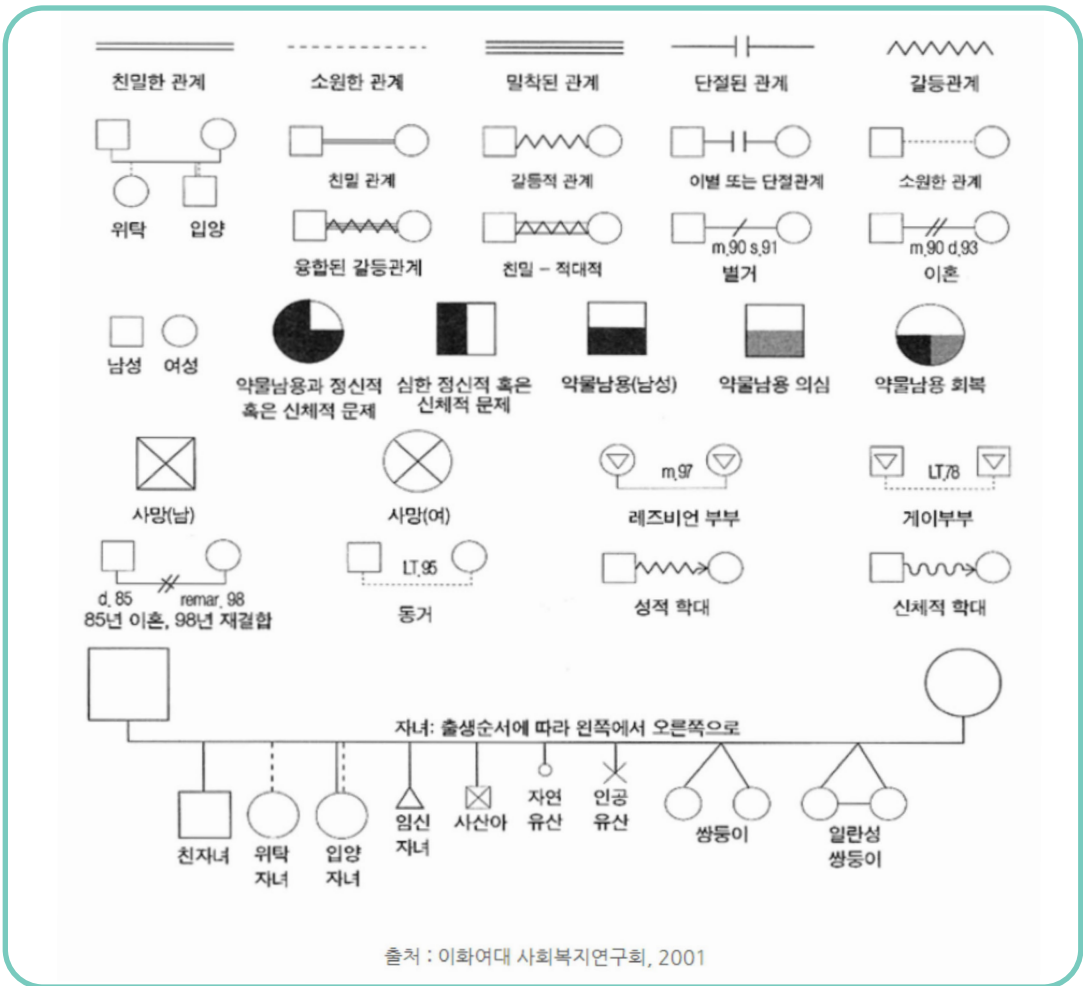 친밀한 관계
소원한 관계
밀착된 관계
단절된 관계
갈등관계
위탁
입양
친밀 관계
갈등적 관계
이별 또는 단절관계
소원한 관계
융합된 갈등관계
친밀 – 적대적
m.90 s.91
별거
m.90 d.93
이혼
남성
여성
약물남용과 정신적
혹은 신체적 문제
심한 정신적 혹은
신체적 문제
약물남용(남성)
약물남용 의심
약물남용 회복
사망(남)
사망(여)
m.97
레즈비언 부부
LT.78
게이부부
d. 85
remar. 98
85년 이혼, 98년 재결합
LT. 95
동거
성적 학대
신체적 학대
자녀: 출생순서에 따라 왼쪽에서 오른쪽으로
친자녀
위탁
자녀
입양
자녀
임신
자녀
사산아
자연
유산
인공
유산
쌍둥이
일란성
쌍둥이
출처 : 이화여대 사회복지연구회, 2001